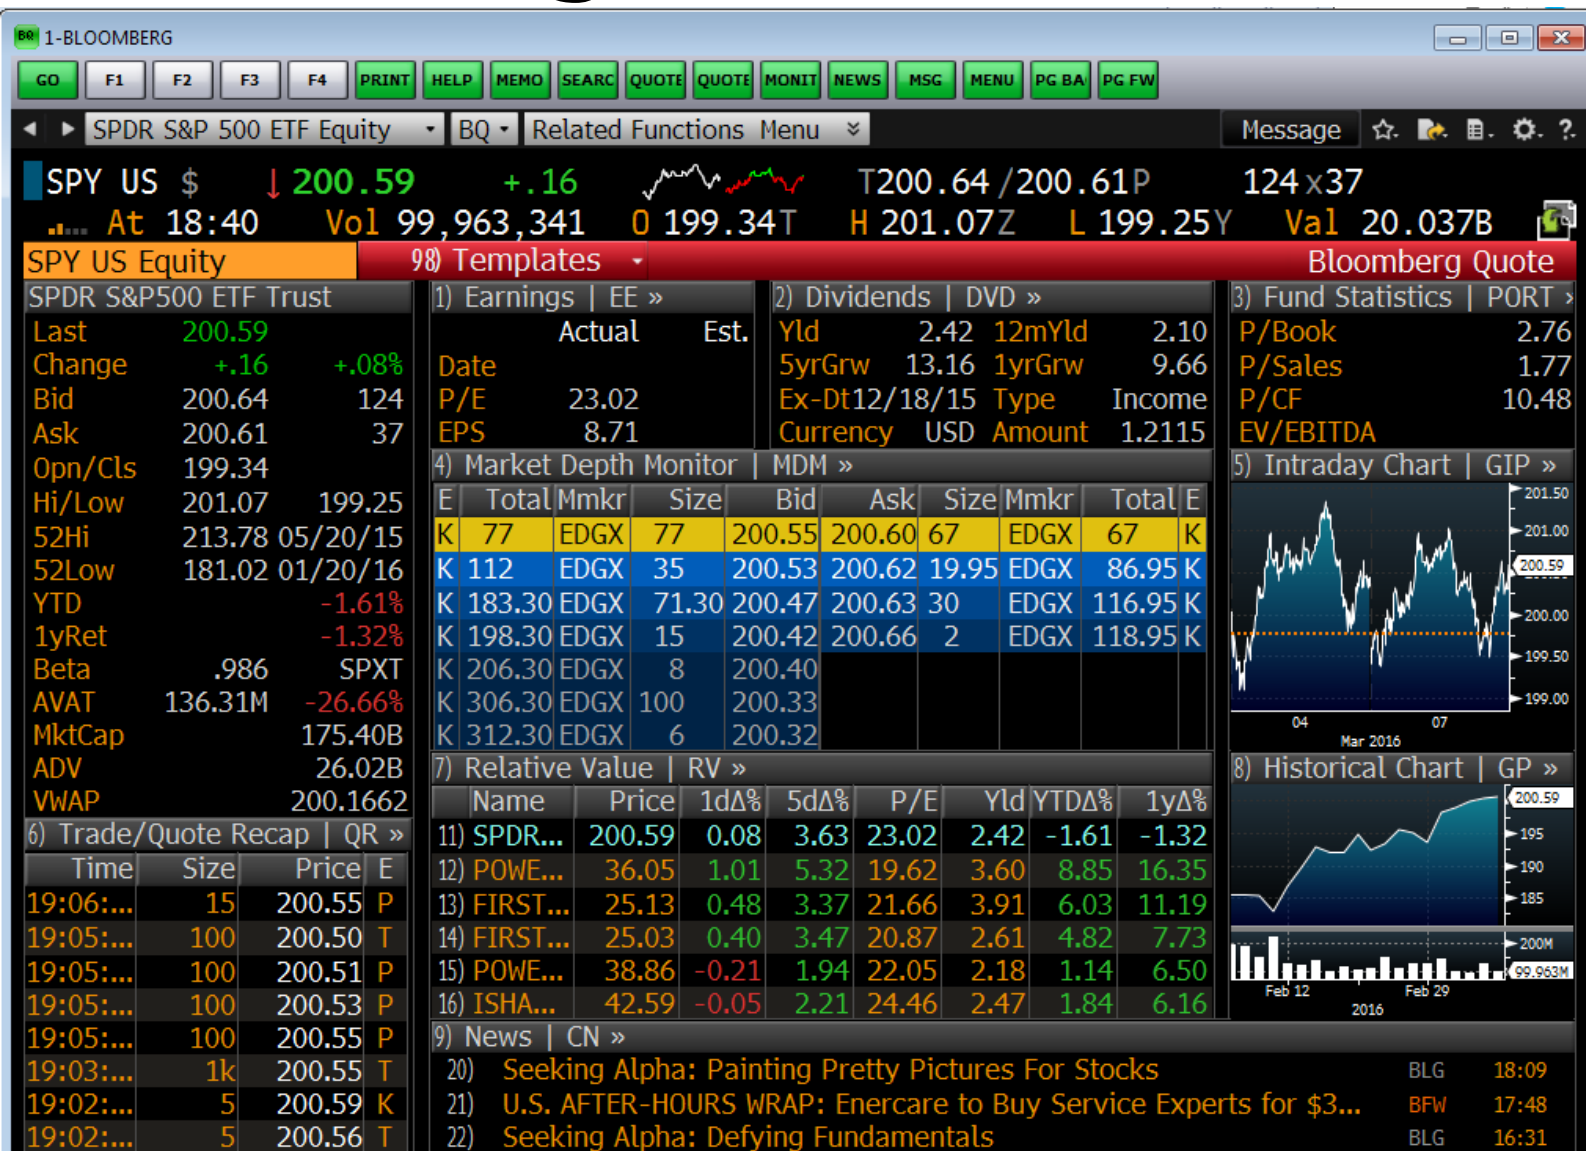 1-BLOOMBERG
GO F1 F2 F3 F4 PRINT HELP MEMO SEARC QUOTE QUOTE MONIT NEWS MSG MENU PG BA PG FW
SPDR S&P 500 ETF Equity BQ Related Functions Menu Message
SPY US $ ↓ 200.59 +.16 T200.64/200.61P 124x37
At 18:40 Vol 99,963,341 O 199.34T H 201.07Z L 199.25Y Val 20.037B
SPY US Equity 98) Templates Bloomberg Quote
SPDR S&P500 ETF Trust
Last 200.59
Change +.16 +.08%
Bid 200.64 124
Ask 200.61 37
Opn/Cls 199.34
Hi/Low 201.07 199.25
52Hi 213.78 05/20/15
52Low 181.02 01/20/16
YTD -1.61%
1yRet -1.32%
Beta .986 SPXT
AVAT 136.31M -26.66%
MktCap 175.40B
ADV 26.02B
VWAP 200.1662
1) Earnings | EE »
Actual Est.
Date
P/E 23.02
EPS 8.71
2) Dividends | DVD »
Yld 2.42 12mYld 2.10
5yrGrw 13.16 1yrGrw 9.66
Ex-Dt 12/18/15 Type Income
Currency USD Amount 1.2115
3) Fund Statistics | PORT »
P/Book 2.76
P/Sales 1.77
P/CF 10.48
EV/EBITDA
4) Market Depth Monitor | MDM »
E Total Mmkr Size Bid Ask Size Mmkr Total E
K 77 EDGX 77 200.55 200.60 67 EDGX 67 K
K 112 EDGX 35 200.53 200.62 19.95 EDGX 86.95 K
K 183.30 EDGX 71.30 200.47 200.63 30 EDGX 116.95 K
K 198.30 EDGX 15 200.42 200.66 2 EDGX 118.95 K
K 206.30 EDGX 8 200.40
K 306.30 EDGX 100 200.33
K 312.30 EDGX 6 200.32
5) Intraday Chart | GIP »
201.50
201.00
200.59
200.00
199.50
199.00
04 07
Mar 2016
6) Trade/Quote Recap | QR »
Time Size Price E
19:06:... 15 200.55 P
19:05:... 100 200.50 T
19:05:... 100 200.51 P
19:05:... 100 200.53 P
19:05:... 100 200.55 P
19:03:... 1k 200.55 T
19:02:... 5 200.59 K
19:02:... 5 200.56 T
7) Relative Value | RV »
Name Price 1dΔ% 5dΔ% P/E Yld YTDΔ% 1yΔ%
11) SPDR... 200.59 0.08 3.63 23.02 2.42 -1.61 -1.32
12) POWE... 36.05 1.01 5.32 19.62 3.60 8.85 16.35
13) FIRST... 25.13 0.48 3.37 21.66 3.91 6.03 11.19
14) FIRST... 25.03 0.40 3.47 20.87 2.61 4.82 7.73
15) POWE... 38.86 -0.21 1.94 22.05 2.18 1.14 6.50
16) ISHA... 42.59 -0.05 2.21 24.46 2.47 1.84 6.16
8) Historical Chart | GP »
200.59
195
190
185
200M
99.963M
Feb 12 Feb 29
2016
9) News | CN »
20) Seeking Alpha: Painting Pretty Pictures For Stocks BLG 18:09
21) U.S. AFTER-HOURS WRAP: Enercare to Buy Service Experts for $3... BFW 17:48
22) Seeking Alpha: Defying Fundamentals BLG 16:31